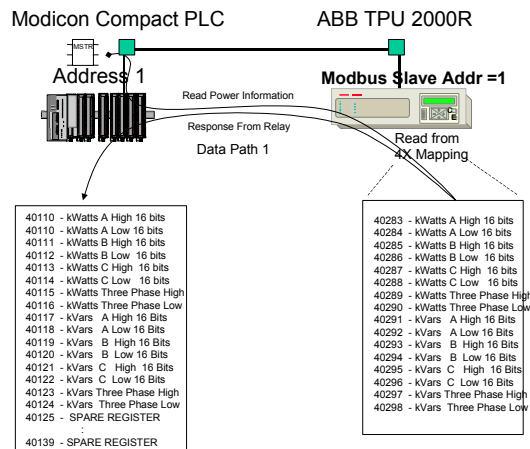 Modicon Compact PLC
ABB TPU 2000R
MSTR
Address 1
Modbus Slave Addr =1
Read Power Information
Response From Relay
Data Path 1
Read from
4X Mapping
40110 - kWatts A High 16 bits
40110 - kWatts A Low 16 bits
40111 - kWatts B High 16 bits
40112 - kWatts B Low 16 bits
40113 - kWatts C High 16 bits
40114 - kWatts C Low 16 bits
40115 - kWatts Three Phase High
40116 - kWatts Three Phase Low
40117 - kVars A High 16 Bits
40118 - kVars A Low 16 Bits
40119 - kVars B High 16 Bits
40120 - kVars B Low 16 Bits
40121 - kVars C High 16 Bits
40122 - kVars C Low 16 Bits
40123 - kVars Three Phase High
40124 - kVars Three Phase Low
40125 - SPARE REGISTER
:
40139 - SPARE REGISTER
40283 - kWatts A High 16 bits
40284 - kWatts A Low 16 bits
40285 - kWatts B High 16 bits
40286 - kWatts B Low 16 bits
40287 - kWatts C High 16 bits
40288 - kWatts C Low 16 bits
40289 - kWatts Three Phase High
40290 - kWatts Three Phase Low
40291 - kVars A High 16 Bits
40292 - kVars A Low 16 Bits
40293 - kVars B High 16 Bits
40294 - kVars B Low 16 Bits
40295 - kVars C High 16 Bits
40296 - kVars C Low 16 Bits
40297 - kVars Three Phase High
40298 - kVars Three Phase Low